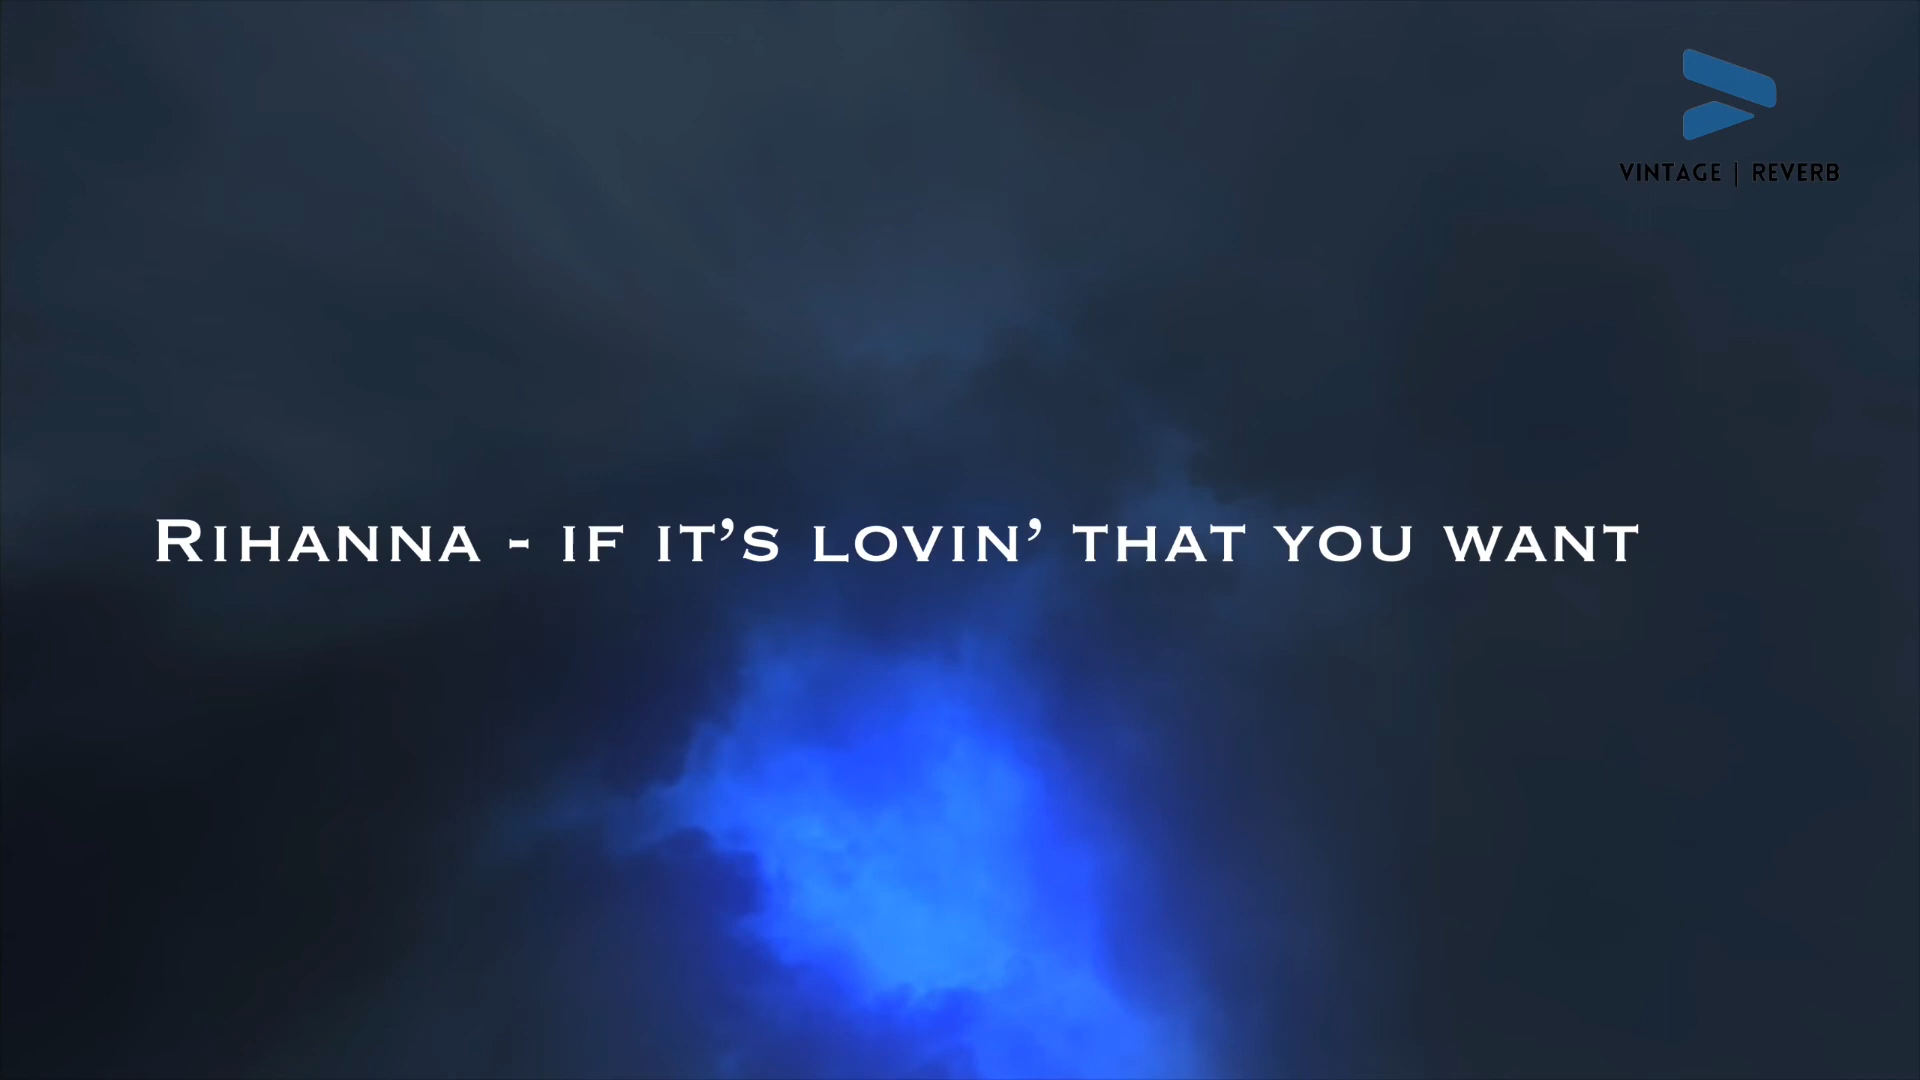 VINTAGE | REVERB
Rihanna - if it’s lovin’ that you want